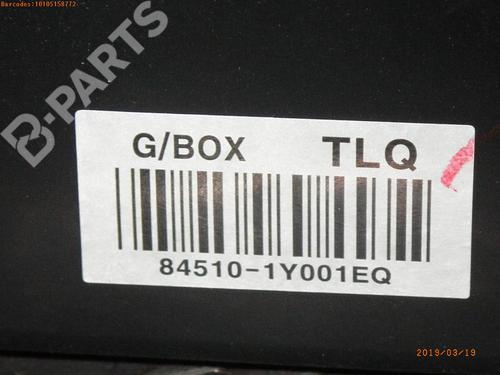 Barcodes:10105158772
B-PARTS
G/BOX TLQ
84510-1Y001EQ
2019/03/19